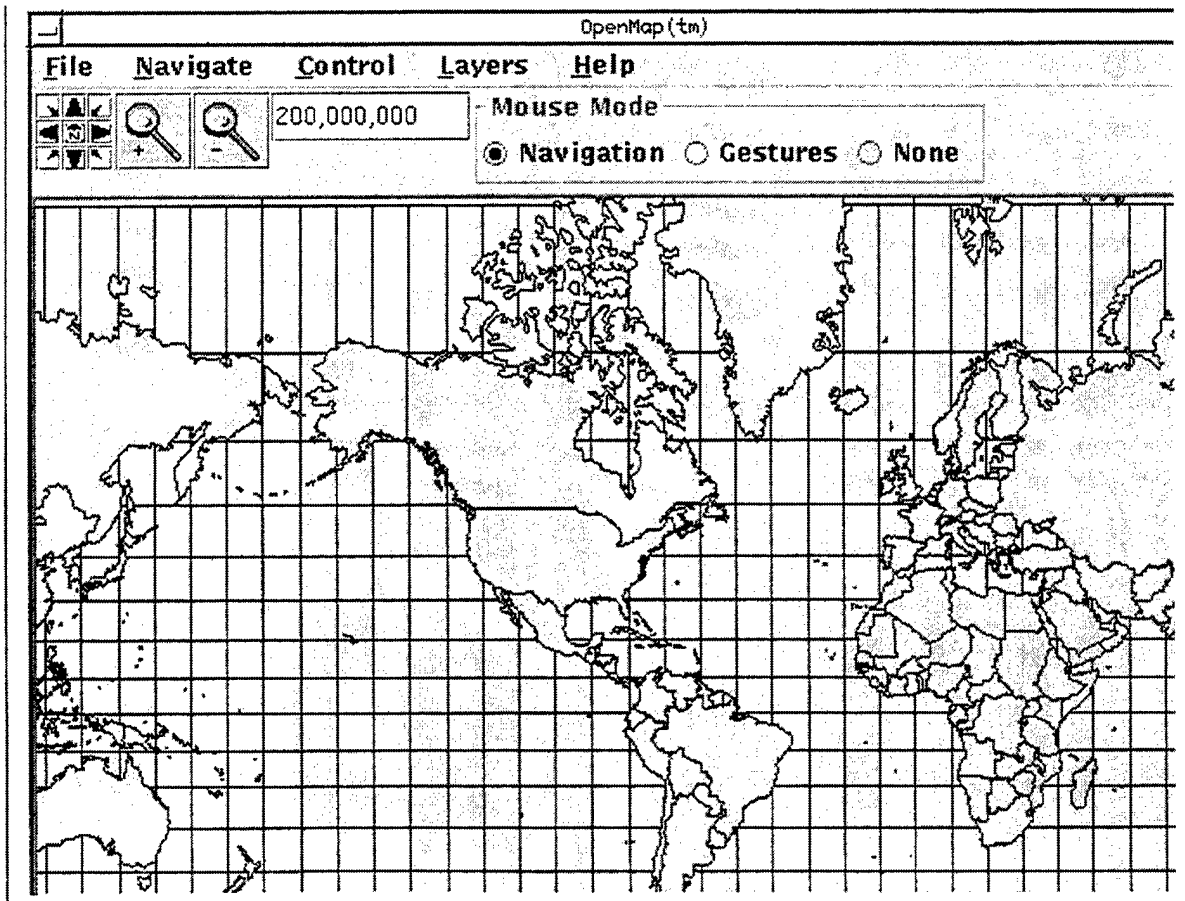 OpenMap(tm)
File Navigate Control Layers Help
200,000,000
Mouse Mode
+ - Navigation Gestures None